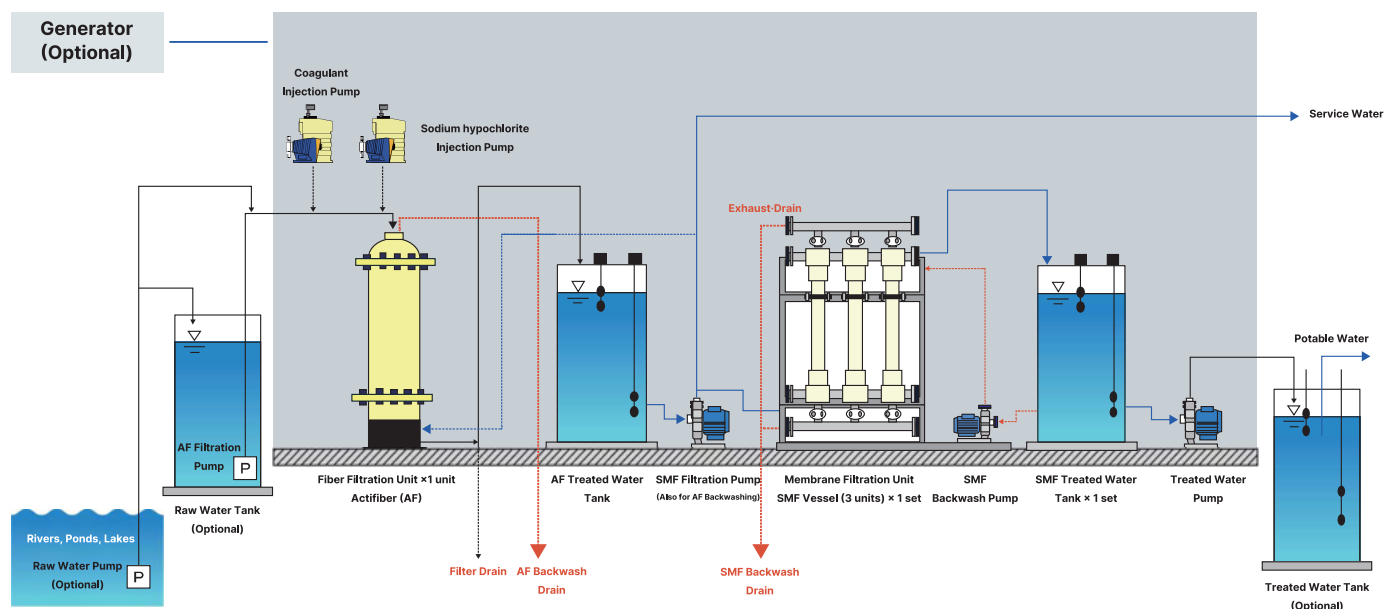 Generator
(Optional)
Coagulant
Injection Pump
Sodium hypochlorite
Injection Pump
Service Water
Exhaust·Drain
Potable Water
AF Filtration
Pump
P
Fiber Filtration Unit ×1 unit
Actifiber (AF)
AF Treated Water
Tank
SMF Filtration Pump
(Also for AF Backwashing)
Membrane Filtration Unit
SMF Vessel (3 units) × 1 set
SMF
Backwash Pump
SMF Treated Water
Tank × 1 set
Treated Water
Pump
Raw Water Tank
(Optional)
Rivers, Ponds, Lakes
Raw Water Pump
(Optional)
P
Filter Drain
AF Backwash
Drain
SMF Backwash
Drain
Treated Water Tank
(Optional)